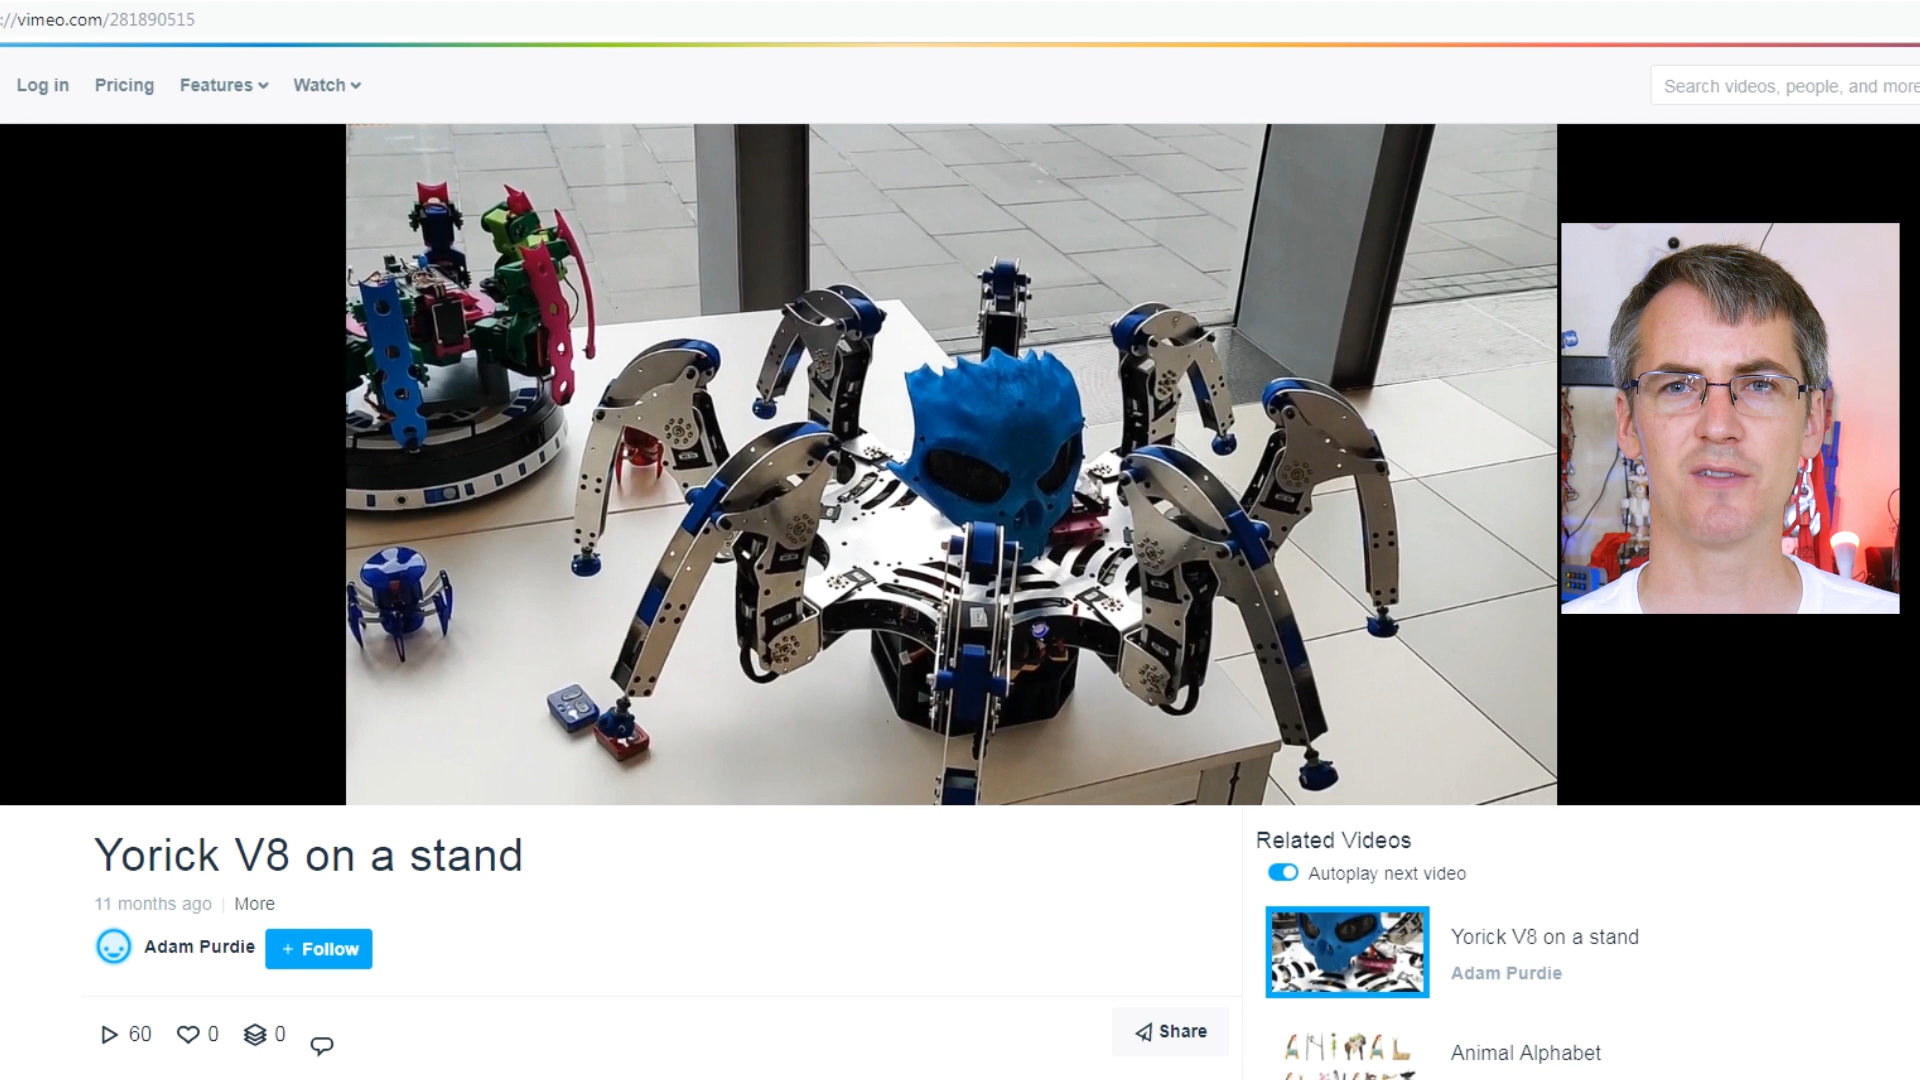 ://vimeo.com/281890515
Log in
Pricing
Features
Watch
Search videos, people, and more
Yorick V8 on a stand
11 months ago | More
Adam Purdie
+ Follow
60
0
0
Share
Related Videos
Autoplay next video
Yorick V8 on a stand
Adam Purdie
ANIMAL
Animal Alphabet